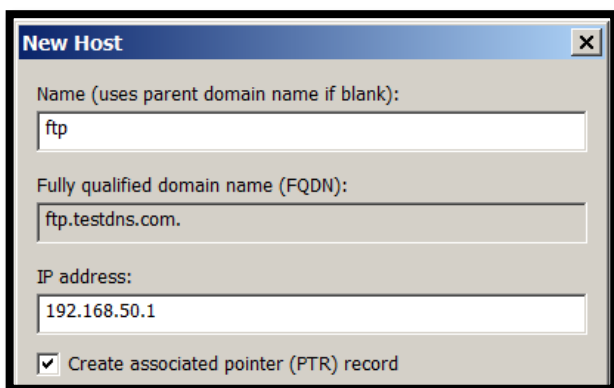 New Host
Name (uses parent domain name if blank):
ftp
Fully qualified domain name (FQDN):
ftp.testdns.com.
IP address:
192.168.50.1
Create associated pointer (PTR) record